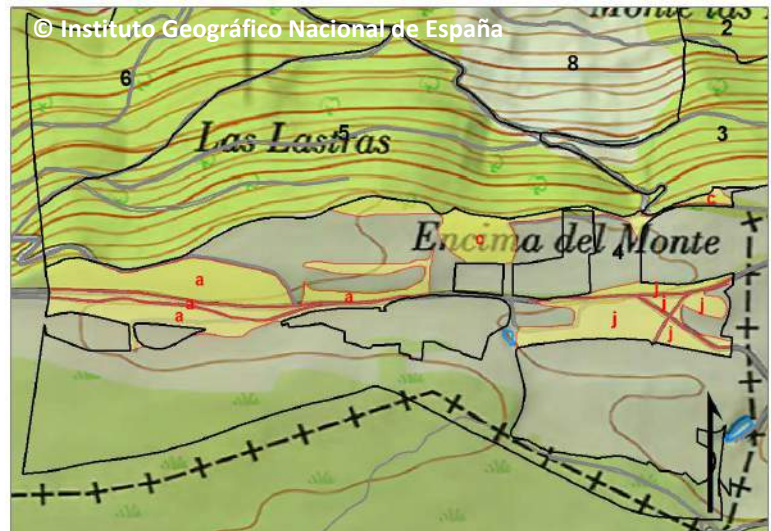 © Instituto Geográfico Nacional de España
2
6
8
Las Lastras
5
3
c
Encima del Monte
4
a
a
a
a
j
j
j
j
j
N